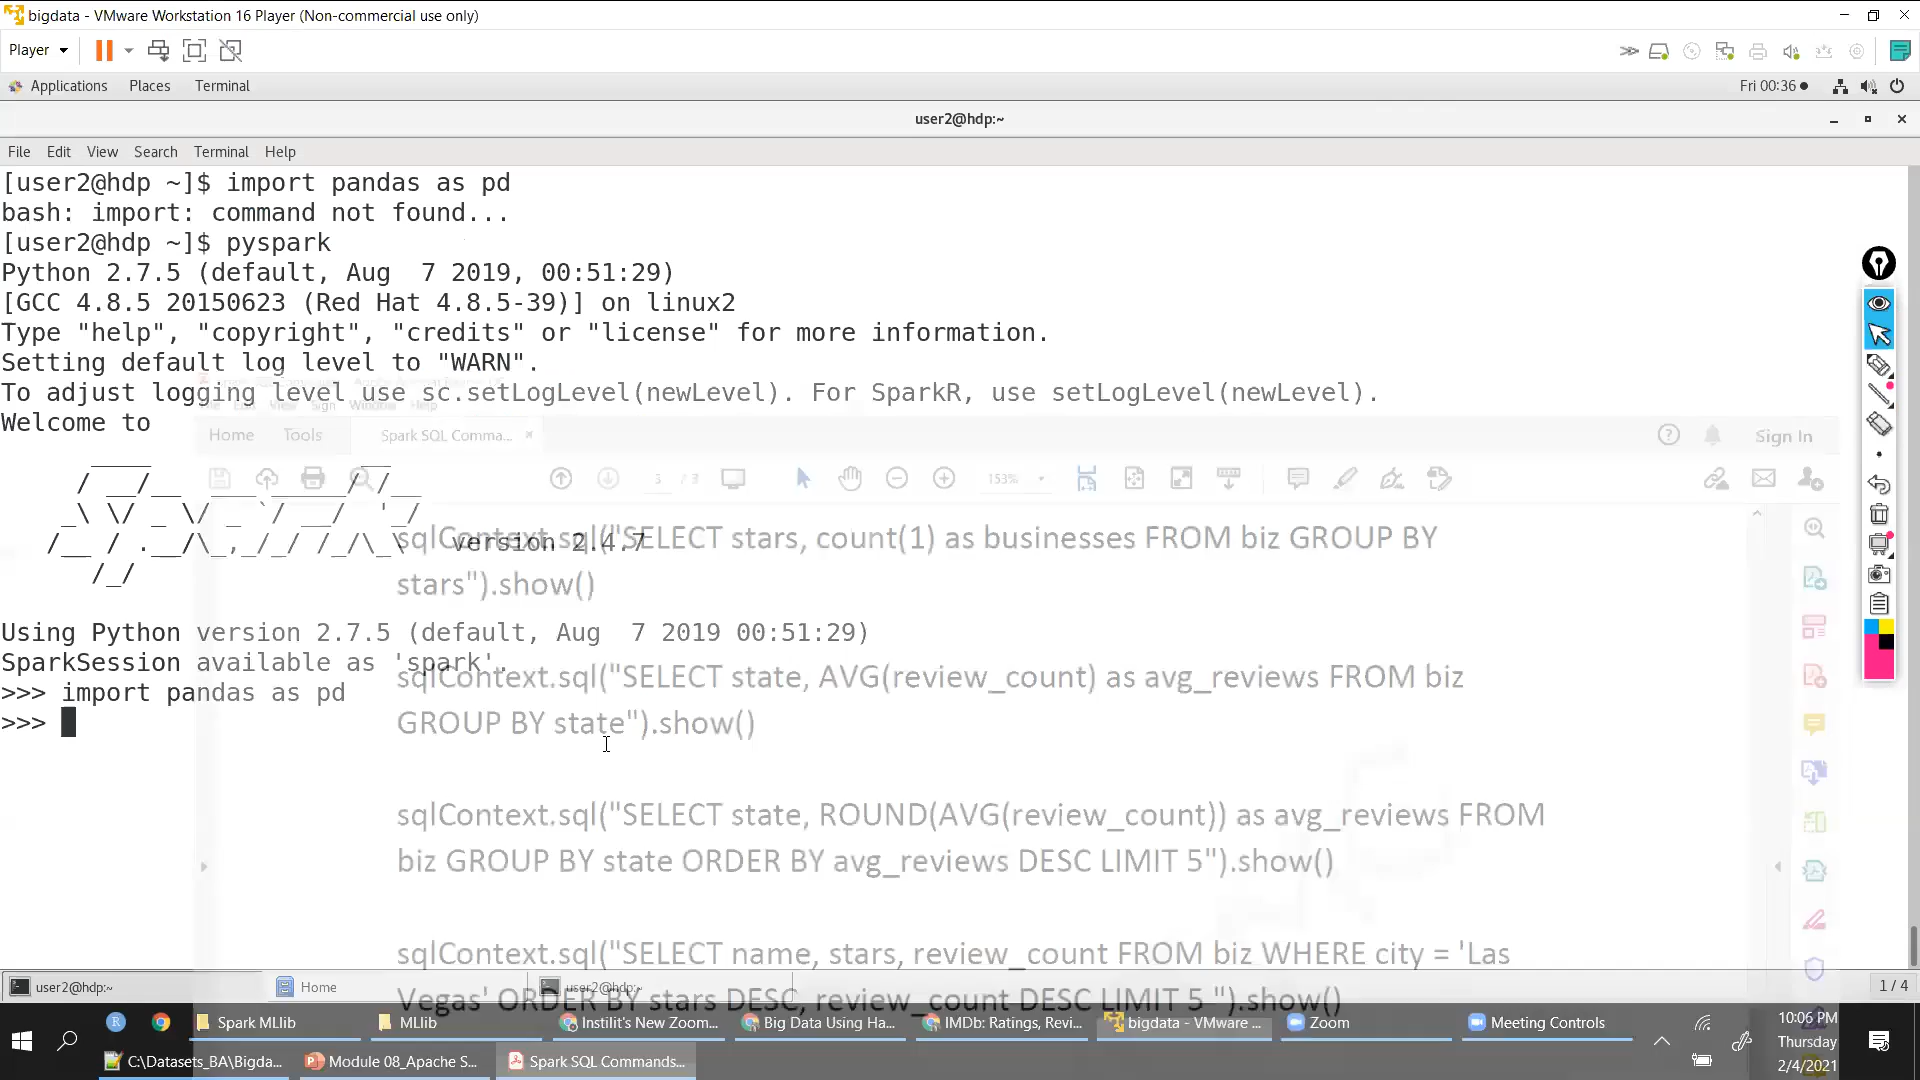 bigdata - VMware Workstation 16 Player (Non-commercial use only)
Player
Applications Places Terminal Fri 00:36
user2@hdp:~
File Edit View Search Terminal Help
[user2@hdp ~]$ import pandas as pd
bash: import: command not found...
[user2@hdp ~]$ pyspark
Python 2.7.5 (default, Aug  7 2019, 00:51:29)
[GCC 4.8.5 20150623 (Red Hat 4.8.5-39)] on linux2
Type "help", "copyright", "credits" or "license" for more information.
Setting default log level to "WARN".
To adjust logging level use sc.setLogLevel(newLevel). For SparkR, use setLogLevel(newLevel).
View Sign Window Help
Welcome to
Home Tools Spark SQL Comma... Sign In
153%
version 2.4.7
sqlContext.sql("SELECT stars, count(1) as businesses FROM biz GROUP BY
stars").show()
Using Python version 2.7.5 (default, Aug  7 2019 00:51:29)
SparkSession available as 'spark'.
sqlContext.sql("SELECT state, AVG(review_count) as avg_reviews FROM biz
>>> import pandas as pd
>>>
GROUP BY state").show()
sqlContext.sql("SELECT state, ROUND(AVG(review_count)) as avg_reviews FROM
biz GROUP BY state ORDER BY avg_reviews DESC LIMIT 5").show()
sqlContext.sql("SELECT name, stars, review_count FROM biz WHERE city = 'Las
Vegas' ORDER BY stars DESC, review_count DESC LIMIT 5 ").show()
user2@hdp:~ Home user2@hdp:~ 1 / 4
Spark MLlib MLlib Instilit's New Zoom... Big Data Using Ha... IMDb: Ratings, Revi... bigdata - VMware ... Zoom Meeting Controls 10:06 PM
Thursday
C:\Datasets_BA\Bigda... Module 08_Apache S... Spark SQL Commands... 2/4/2021